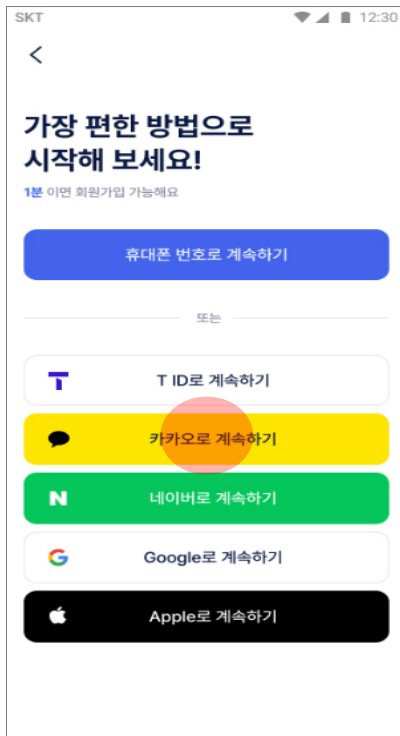 SKT 12:30
가장 편한 방법으로
시작해 보세요!
1분 이면 회원가입 가능해요
휴대폰 번호로 계속하기
또는
T ID로 계속하기
카카오로 계속하기
N 네이버로 계속하기
G Google로 계속하기
Apple로 계속하기